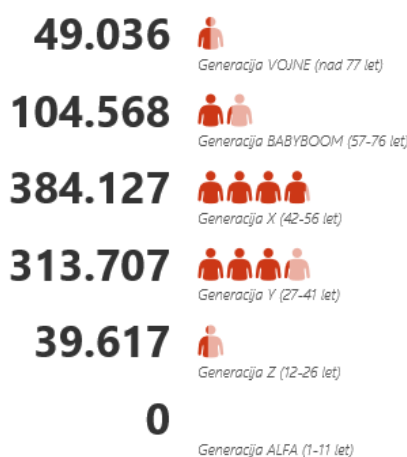 49.036
Generacija VOJNE (nad 77 let)
104.568
Generacija BABYBOOM (57-76 let)
384.127
Generacija X (42-56 let)
313.707
Generacija Y (27-41 let)
39.617
Generacija Z (12-26 let)
0
Generacija ALFA (1-11 let)